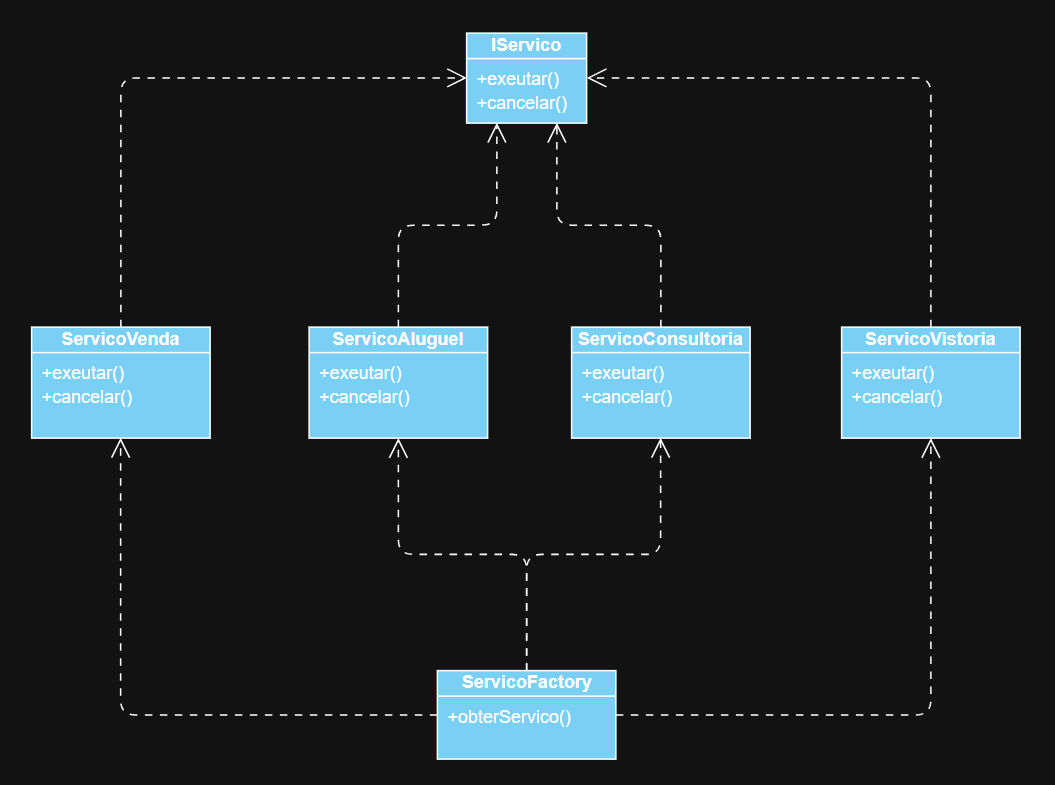 IServico
+exeutar()
+cancelar()
ServicoVenda
+exeutar()
+cancelar()
ServicoAluguel
+exeutar()
+cancelar()
ServicoConsultoria
+exeutar()
+cancelar()
ServicoVistoria
+exeutar()
+cancelar()
ServicoFactory
+obterServico()